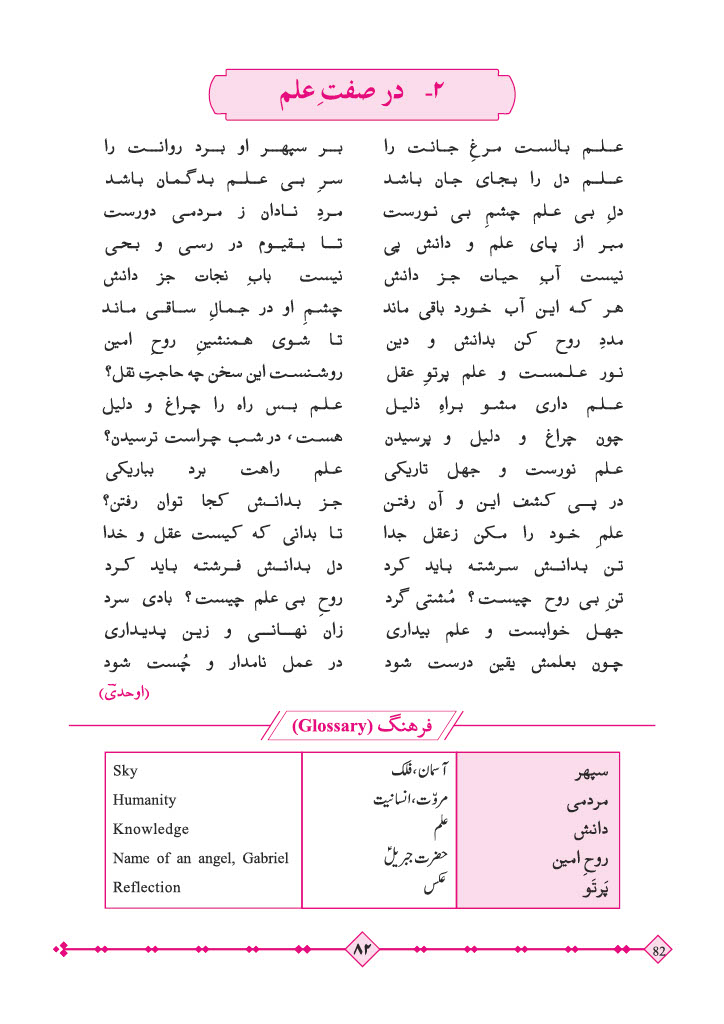 ۲- در صفتِ علم
علم بالست مرغِ جانت را بر سپهر او برد روانت را
علم دل را بجای جان باشد سرِ بی علم بدگمان باشد
دلِ بی علم چشمِ بی نورست مردِ نادان ز مردمی دورست
مبر از پای علم و دانش پی تا بقیوم در رسی و بحی
نیست آبِ حیات جز دانش نیست بابِ نجات جز دانش
هر که این آب خورد باقی ماند چشمِ او در جمالِ ساقی ماند
مددِ روح کن بدانش و دین تا شوی همنشینِ روحِ امین
نور علمست و علم پرتوِ عقل روشنست این سخن چه حاجتِ نقل؟
علم داری مشو براهِ ذلیل علم بس راه را چراغ و دلیل
چون چراغ و دلیل و پرسیدن هست، در شب چراست ترسیدن؟
علم نورست و جهل تاریکی علم راهت برد بباریکی
در پی کشف این و آن رفتن جز بدانش کجا توان رفتن؟
علمِ خود را مکن زعقل جدا تا بدانی که کیست عقل و خدا
تن بدانش سرشته باید کرد دل بدانش فرشته باید کرد
تنِ بی روح چیست؟ مُشتی گرد روحِ بی علم چیست؟ بادی سرد
جهل خوابست و علم بیداری زان نهانی و زین پدیداری
چون بعلمش یقین درست شود در عمل نامدار و چُست شود
(اوحدیؔ)
فرهنگ (Glossary)
سپهر آسمان، فلک Sky
مردمی مروّت، انسانیت Humanity
دانش علم Knowledge
روحِ امین حضرت جبریلؑ Name of an angel, Gabriel
پَرتَو عکس Reflection
۸۲
82